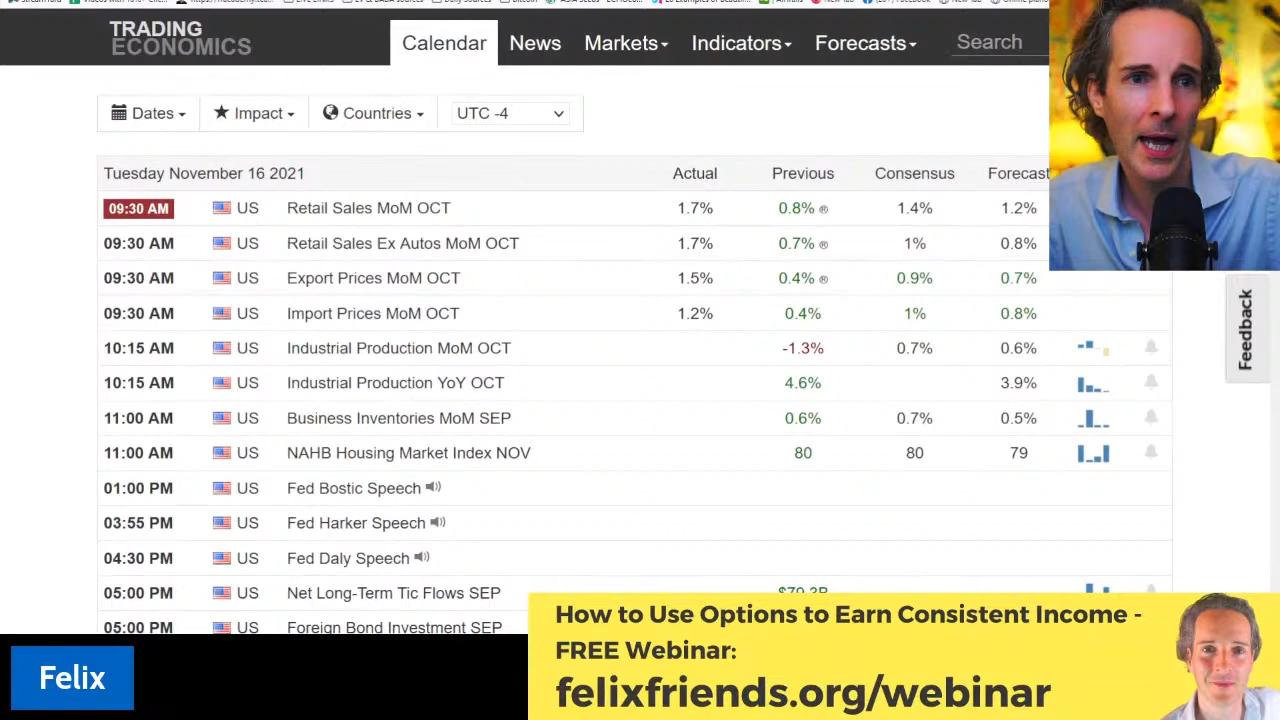 TRADING
ECONOMICS
Calendar News Markets Indicators Forecasts Search
Dates Impact Countries UTC -4
Tuesday November 16 2021 Actual Previous Consensus Forecast
09:30 AM US Retail Sales MoM OCT 1.7% 0.8% ® 1.4% 1.2%
09:30 AM US Retail Sales Ex Autos MoM OCT 1.7% 0.7% ® 1% 0.8%
09:30 AM US Export Prices MoM OCT 1.5% 0.4% ® 0.9% 0.7%
09:30 AM US Import Prices MoM OCT 1.2% 0.4% 1% 0.8%
10:15 AM US Industrial Production MoM OCT -1.3% 0.7% 0.6%
10:15 AM US Industrial Production YoY OCT 4.6% 3.9%
11:00 AM US Business Inventories MoM SEP 0.6% 0.7% 0.5%
11:00 AM US NAHB Housing Market Index NOV 80 80 79
01:00 PM US Fed Bostic Speech
03:55 PM US Fed Harker Speech
04:30 PM US Fed Daly Speech
05:00 PM US Net Long-Term Tic Flows SEP
05:00 PM US Foreign Bond Investment SEP
Feedback
How to Use Options to Earn Consistent Income -
FREE Webinar:
felixfriends.org/webinar
Felix